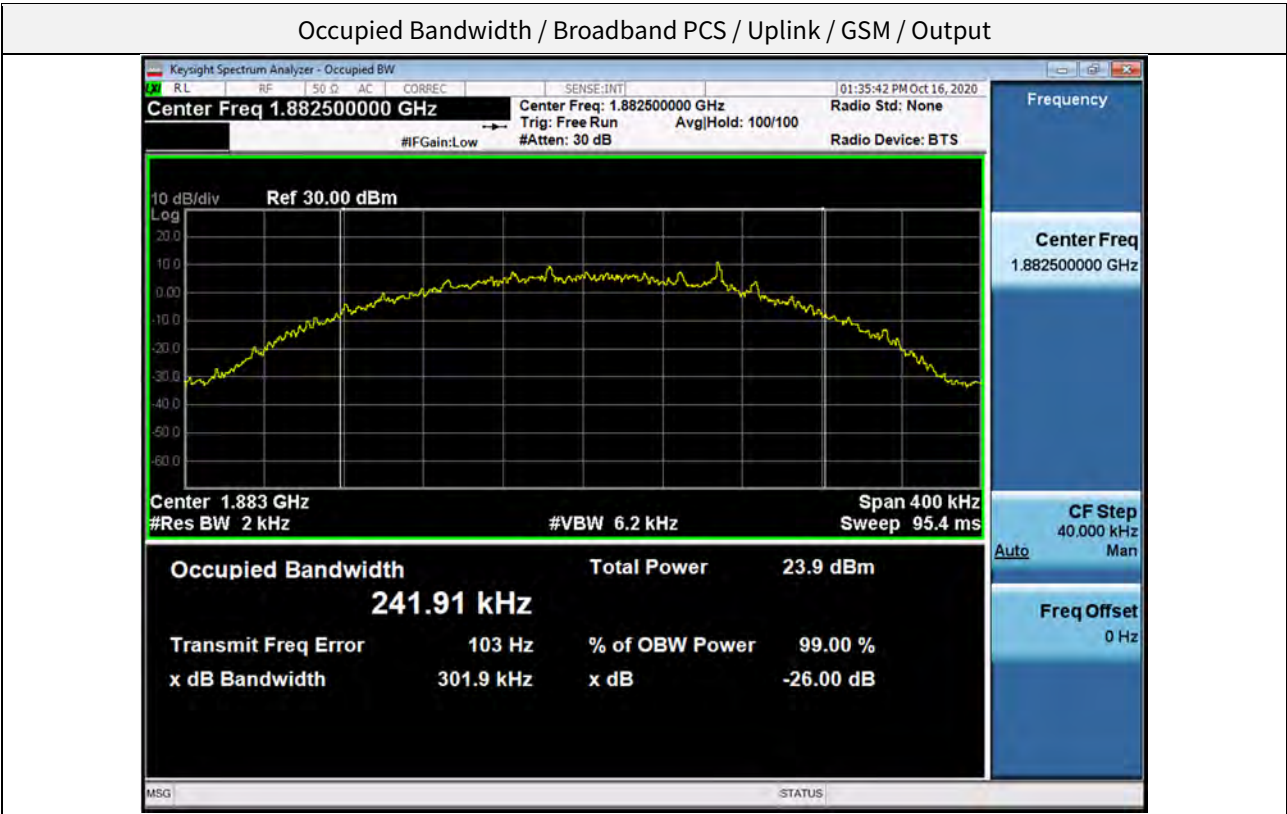 Occupied Bandwidth / Broadband PCS / Uplink / GSM / Output
Keysight Spectrum Analyzer - Occupied BW
LXI RL RF 50 Ω AC CORREC SENSE:INT 01:35:42 PM Oct 16, 2020
Center Freq 1.882500000 GHz
Center Freq: 1.882500000 GHz Radio Std: None
Trig: Free Run Avg|Hold: 100/100
#IFGain:Low #Atten: 30 dB Radio Device: BTS
10 dB/div Ref 30.00 dBm
Log
20.0
10.0
0.00
-10.0
-20.0
-30.0
-40.0
-50.0
-60.0
Center 1.883 GHz Span 400 kHz
#Res BW 2 kHz #VBW 6.2 kHz Sweep 95.4 ms
Occupied Bandwidth Total Power 23.9 dBm
241.91 kHz
Transmit Freq Error 103 Hz % of OBW Power 99.00 %
x dB Bandwidth 301.9 kHz x dB -26.00 dB
Frequency
Center Freq
1.882500000 GHz
CF Step
40.000 kHz
Auto Man
Freq Offset
0 Hz
MSG STATUS